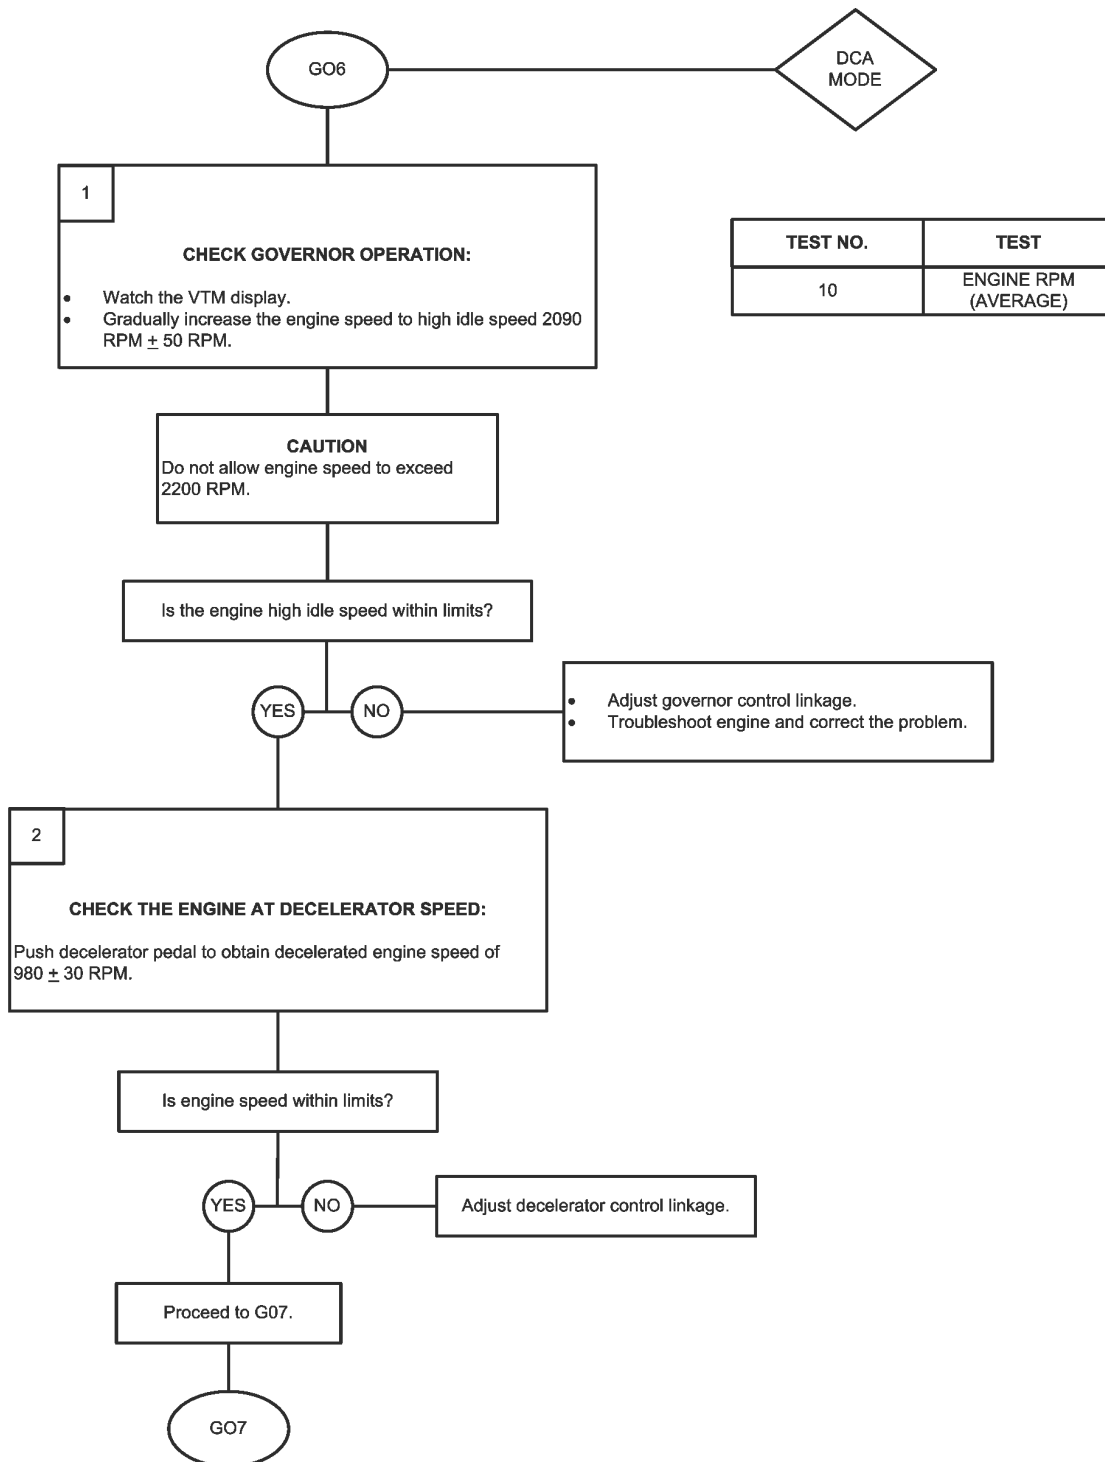 GO6
DCA
MODE
1
CHECK GOVERNOR OPERATION:
• Watch the VTM display.
• Gradually increase the engine speed to high idle speed 2090
RPM ± 50 RPM.
TEST NO. TEST
10 ENGINE RPM
(AVERAGE)
CAUTION
Do not allow engine speed to exceed
2200 RPM.
Is the engine high idle speed within limits?
YES NO
• Adjust governor control linkage.
• Troubleshoot engine and correct the problem.
2
CHECK THE ENGINE AT DECELERATOR SPEED:
Push decelerator pedal to obtain decelerated engine speed of
980 ± 30 RPM.
Is engine speed within limits?
YES NO
Adjust decelerator control linkage.
Proceed to G07.
GO7